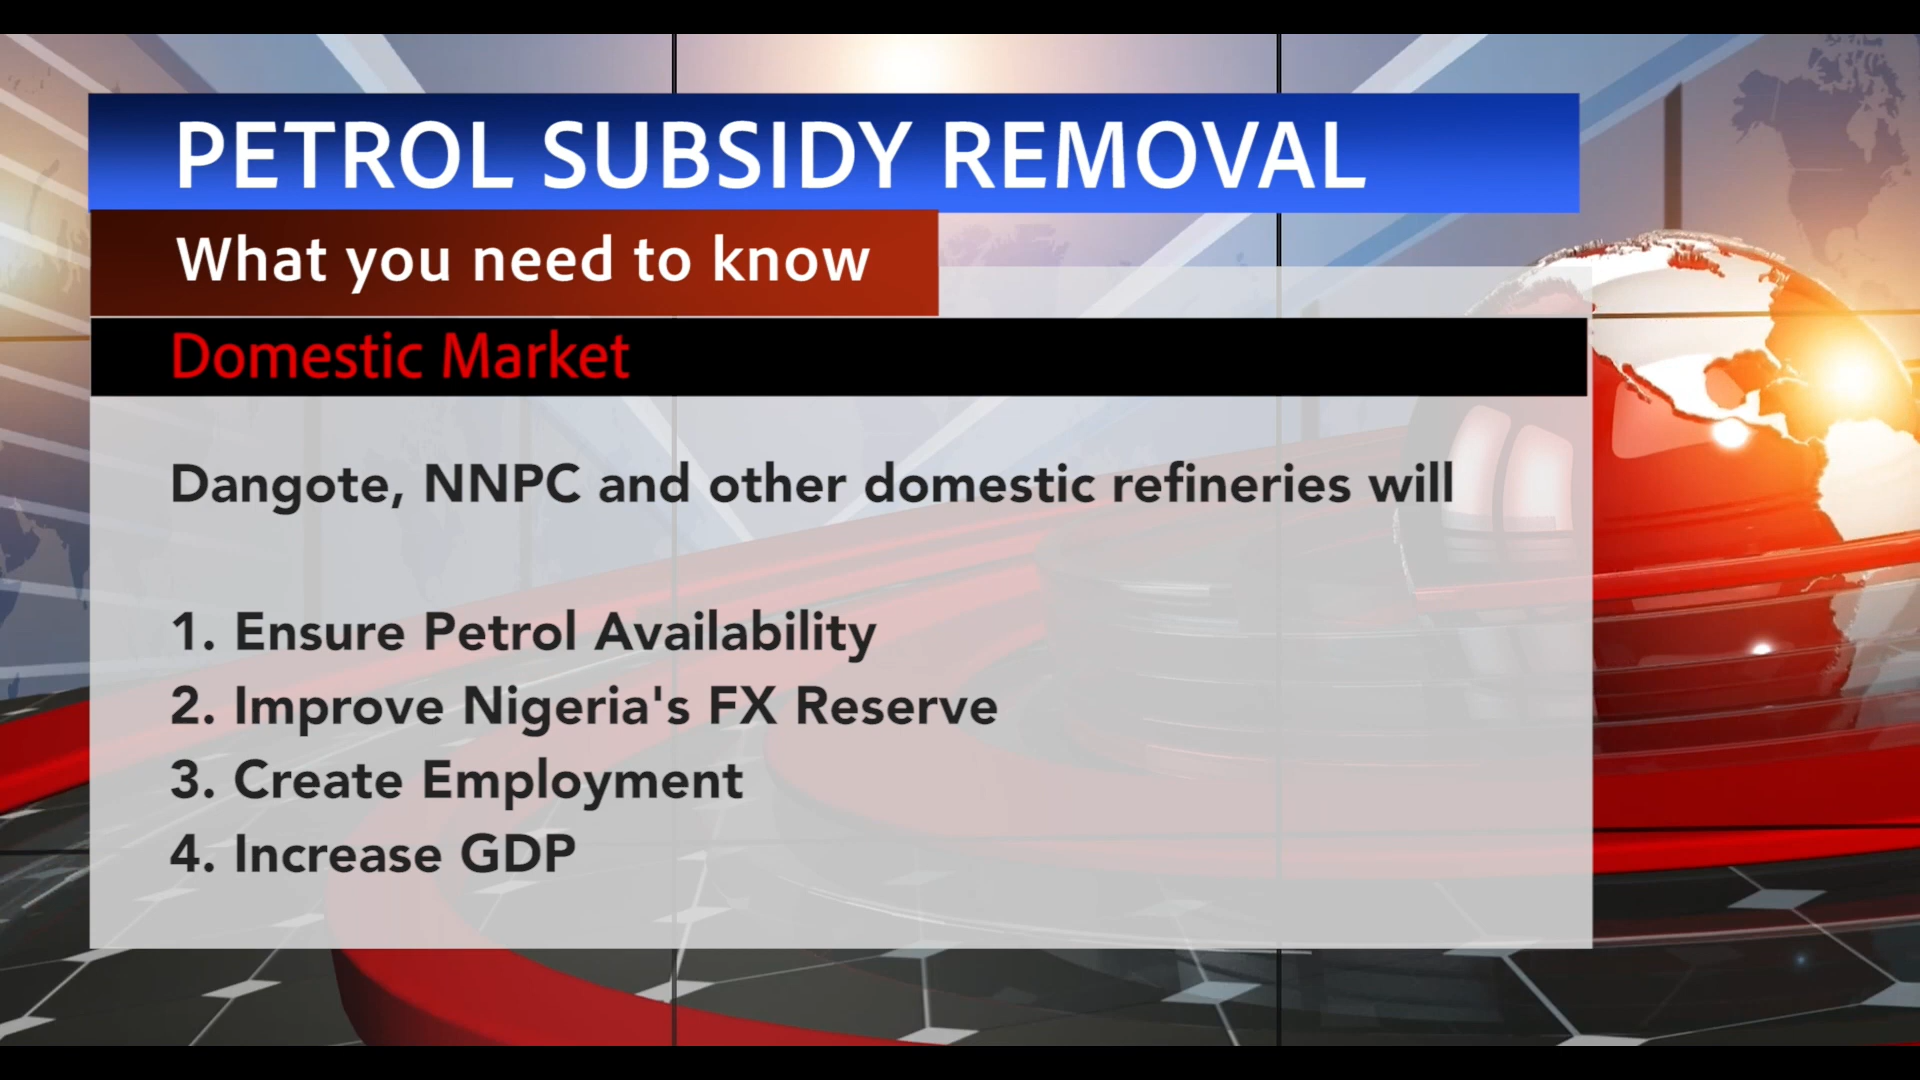 PETROL SUBSIDY REMOVAL
What you need to know
Domestic Market
Dangote, NNPC and other domestic refineries will
1. Ensure Petrol Availability
2. Improve Nigeria's FX Reserve
3. Create Employment
4. Increase GDP